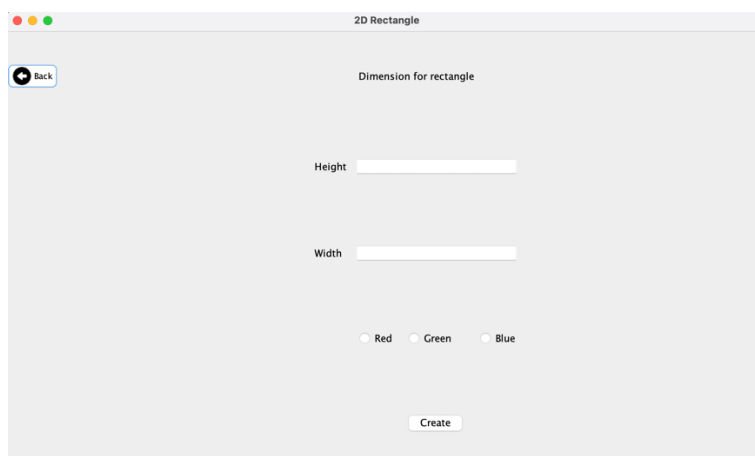 2D Rectangle
Back
Dimension for rectangle
Height
Width
Red Green Blue
Create